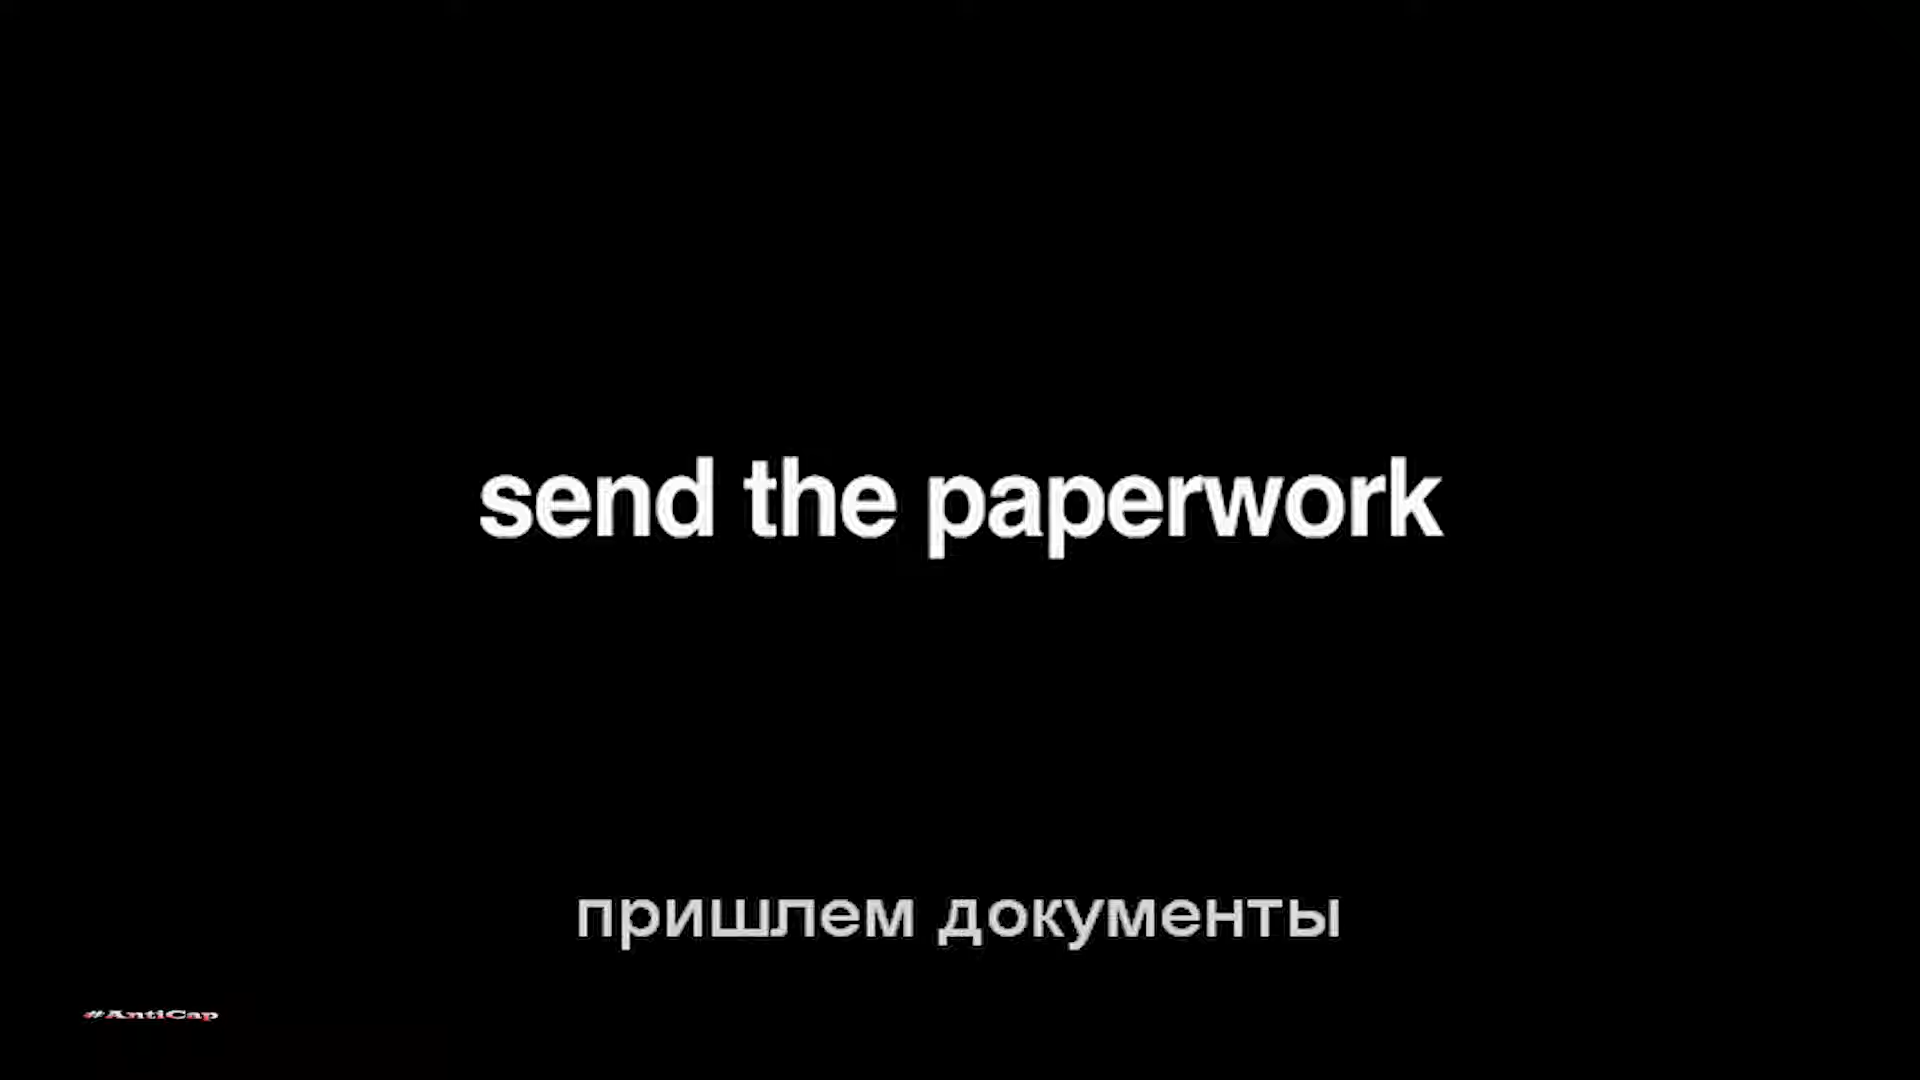 send the paperwork
пришлем документы
#AntiCap